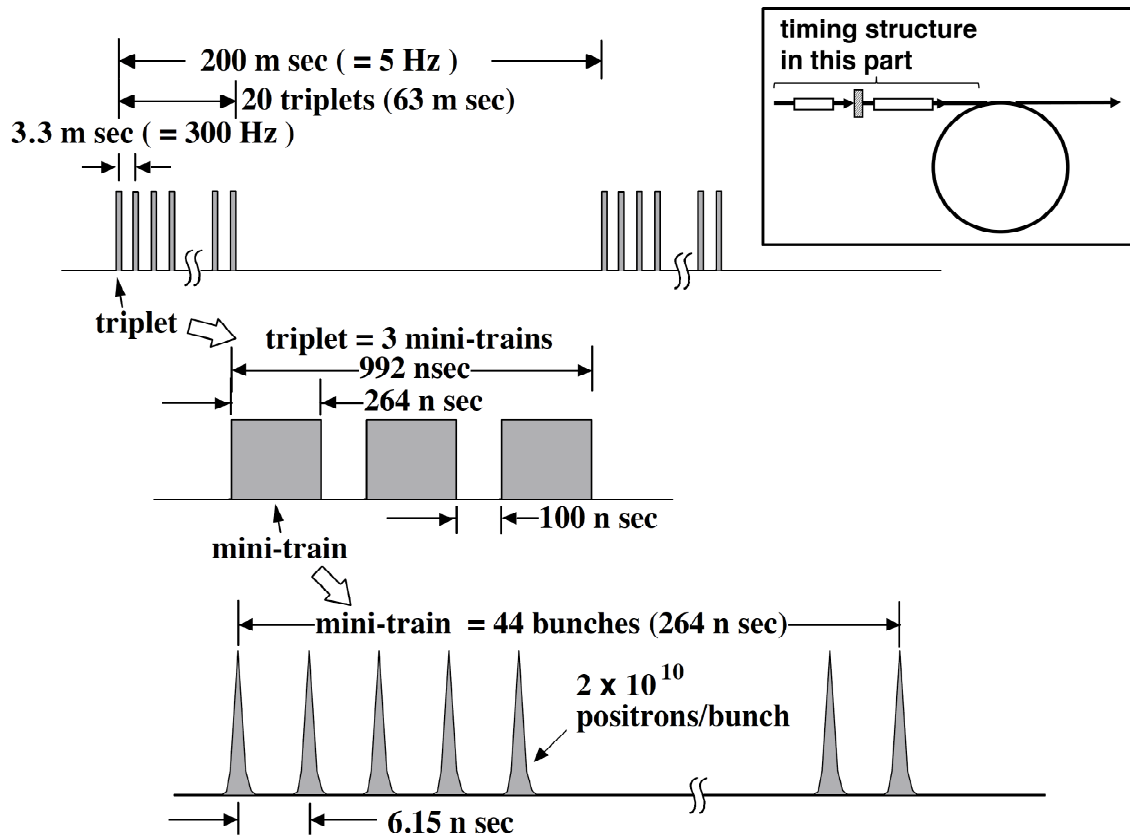 timing structure
in this part
200 m sec ( = 5 Hz )
20 triplets (63 m sec)
3.3 m sec ( = 300 Hz )
triplet
triplet = 3 mini-trains
992 nsec
264 n sec
100 n sec
mini-train
mini-train = 44 bunches (264 n sec)
2 x 10^10
positrons/bunch
6.15 n sec